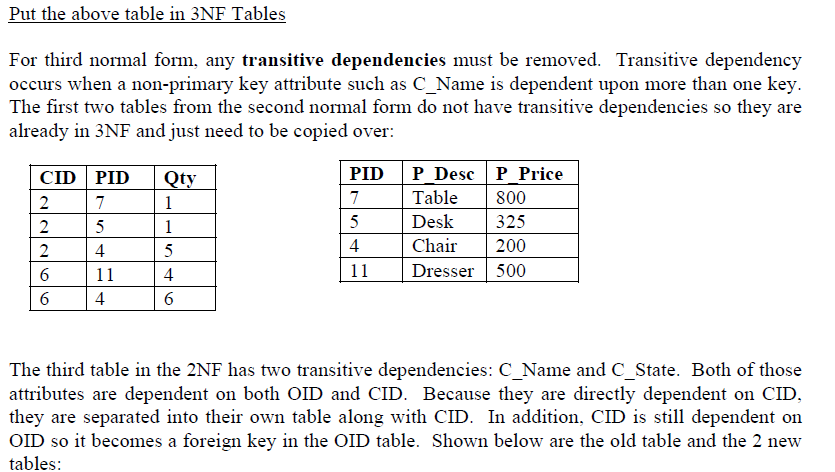 Put the above table in 3NF Tables
For third normal form, any transitive dependencies must be removed. Transitive dependency
occurs when a non-primary key attribute such as C_Name is dependent upon more than one key.
The first two tables from the second normal form do not have transitive dependencies so they are
already in 3NF and just need to be copied over:
CID PID Qty
2 7 1
2 5 1
2 4 5
6 11 4
6 4 6
PID P_Desc P_Price
7 Table 800
5 Desk 325
4 Chair 200
11 Dresser 500
The third table in the 2NF has two transitive dependencies: C_Name and C_State. Both of those
attributes are dependent on both OID and CID. Because they are directly dependent on CID,
they are separated into their own table along with CID. In addition, CID is still dependent on
OID so it becomes a foreign key in the OID table. Shown below are the old table and the 2 new
tables: